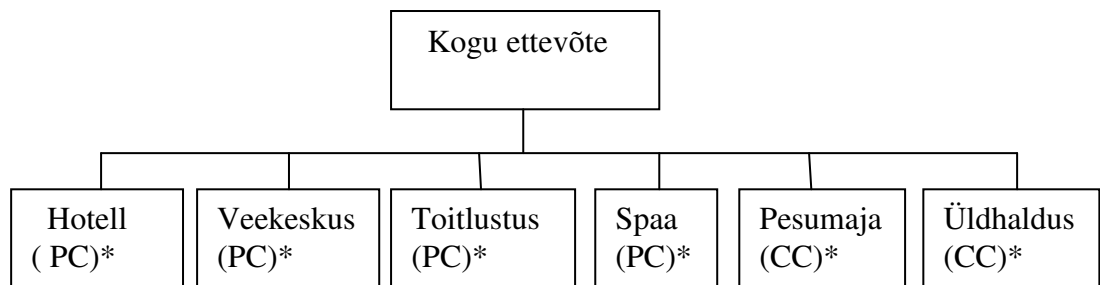 Kogu ettevõte
Hotell
( PC)*
Veekeskus
(PC)*
Toitlustus
(PC)*
Spaa
(PC)*
Pesumaja
(CC)*
Üldhaldus
(CC)*